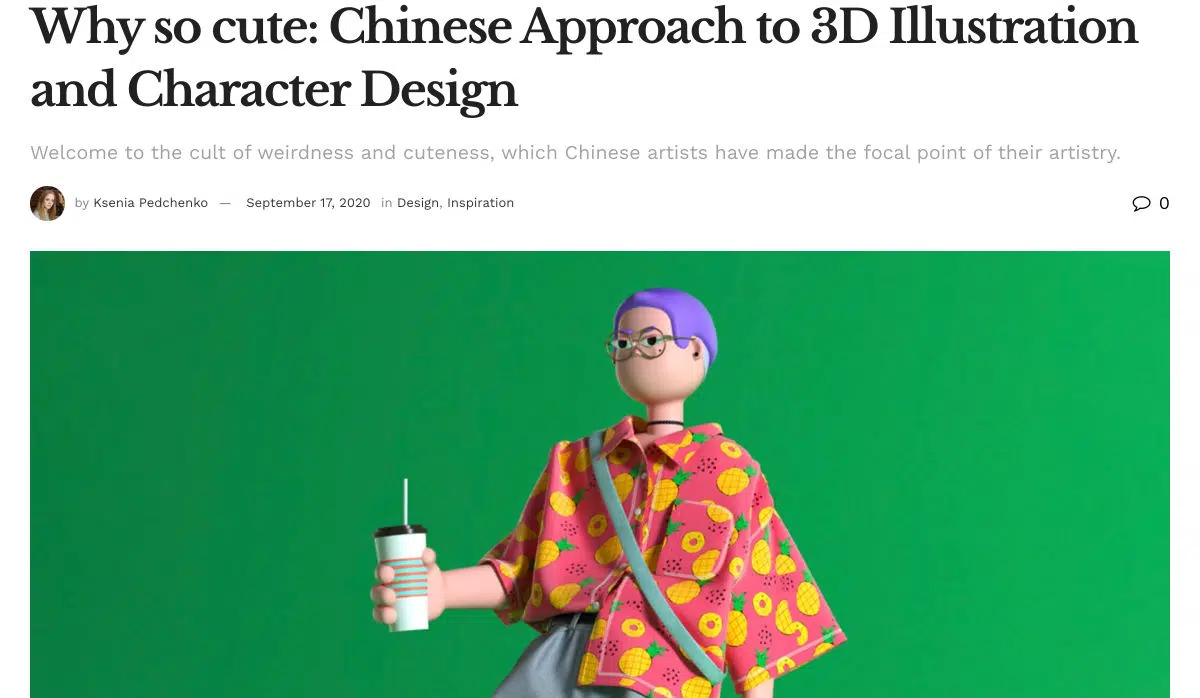 Why so cute: Chinese Approach to 3D Illustration
and Character Design
Welcome to the cult of weirdness and cuteness, which Chinese artists have made the focal point of their artistry.
by Ksenia Pedchenko — September 17, 2020 in Design, Inspiration 0